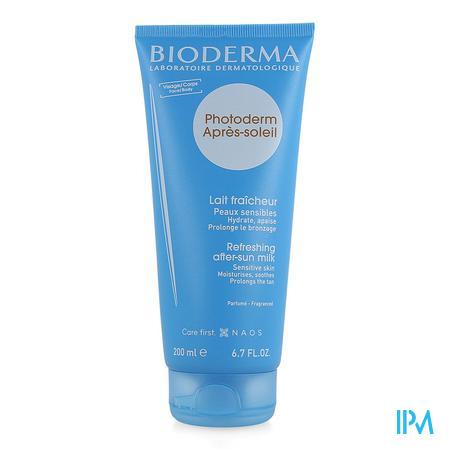 BIODERMA
LABORATOIRE DERMATOLOGIQUE
Visage/Corps
Face/Body
Photoderm
Après-soleil
Lait fraîcheur
Peaux sensibles
Hydrate, apaise
Prolonge le bronzage
Refreshing
after-sun milk
Sensitive skin
Moisturises, soothes
Prolongs the tan
Parfumé - Fragranced
Care first. NAOS
200 ml e 6.7 FL.OZ.
IPM